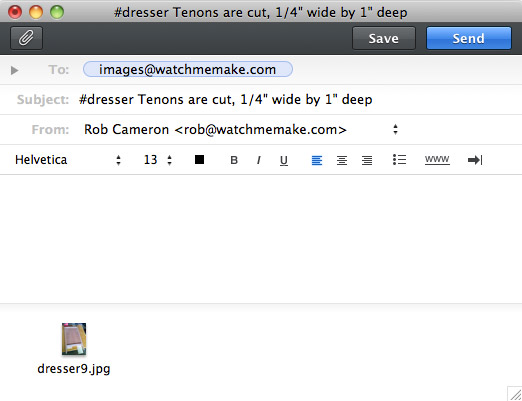 #dresser Tenons are cut, 1/4" wide by 1" deep
Save Send
To: images@watchmemake.com
Subject: #dresser Tenons are cut, 1/4" wide by 1" deep
From: Rob Cameron <rob@watchmemake.com>
Helvetica 13 B I U www
dresser9.jpg